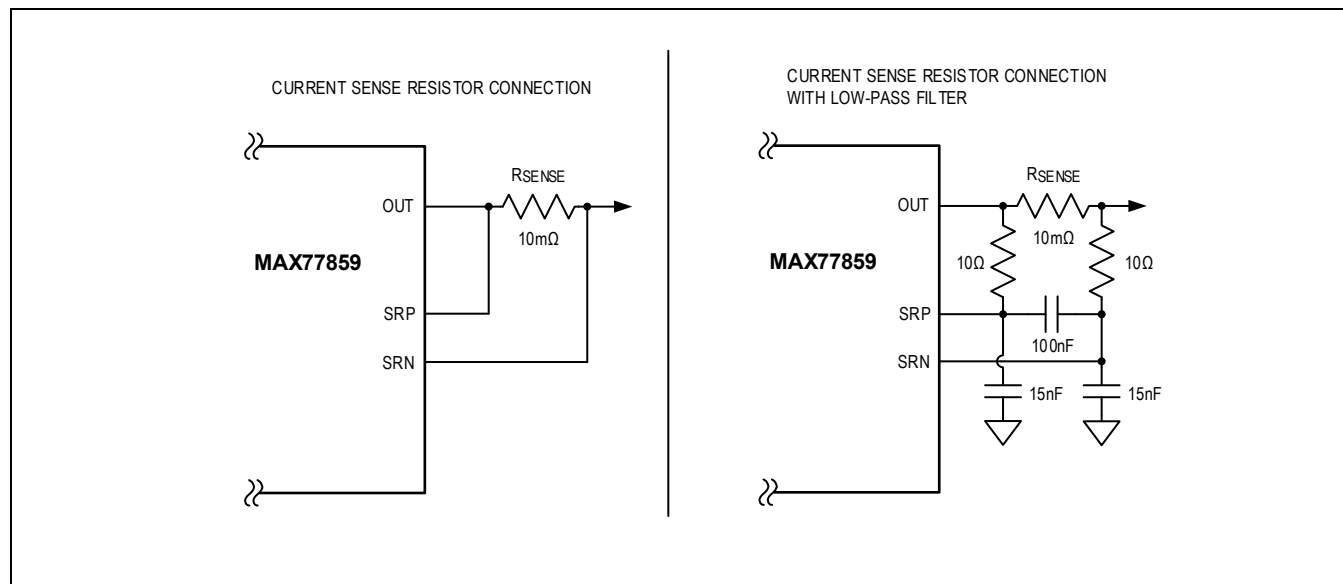 CURRENT SENSE RESISTOR CONNECTION
OUT
RSENSE
10mΩ
MAX77859
SRP
SRN
CURRENT SENSE RESISTOR CONNECTION
WITH LOW-PASS FILTER
OUT
RSENSE
10mΩ
10Ω
10Ω
MAX77859
SRP
100nF
SRN
15nF
15nF